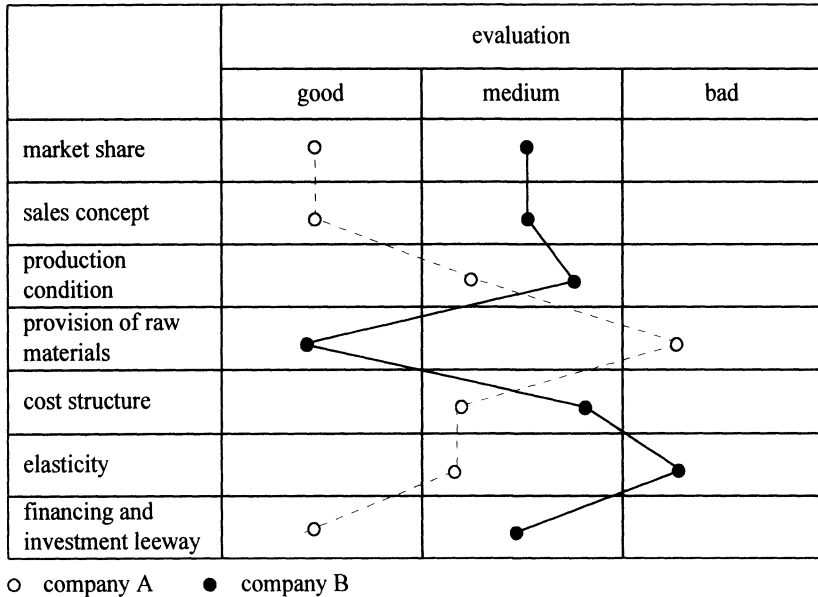 evaluation
good medium bad
market share
sales concept
production
condition
provision of raw
materials
cost structure
elasticity
financing and
investment leeway
company A company B